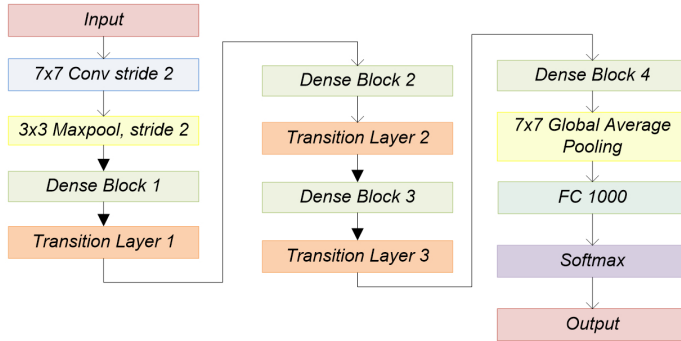 Input
7x7 Conv stride 2
3x3 Maxpool, stride 2
Dense Block 1
Transition Layer 1
Dense Block 2
Transition Layer 2
Dense Block 3
Transition Layer 3
Dense Block 4
7x7 Global Average
Pooling
FC 1000
Softmax
Output